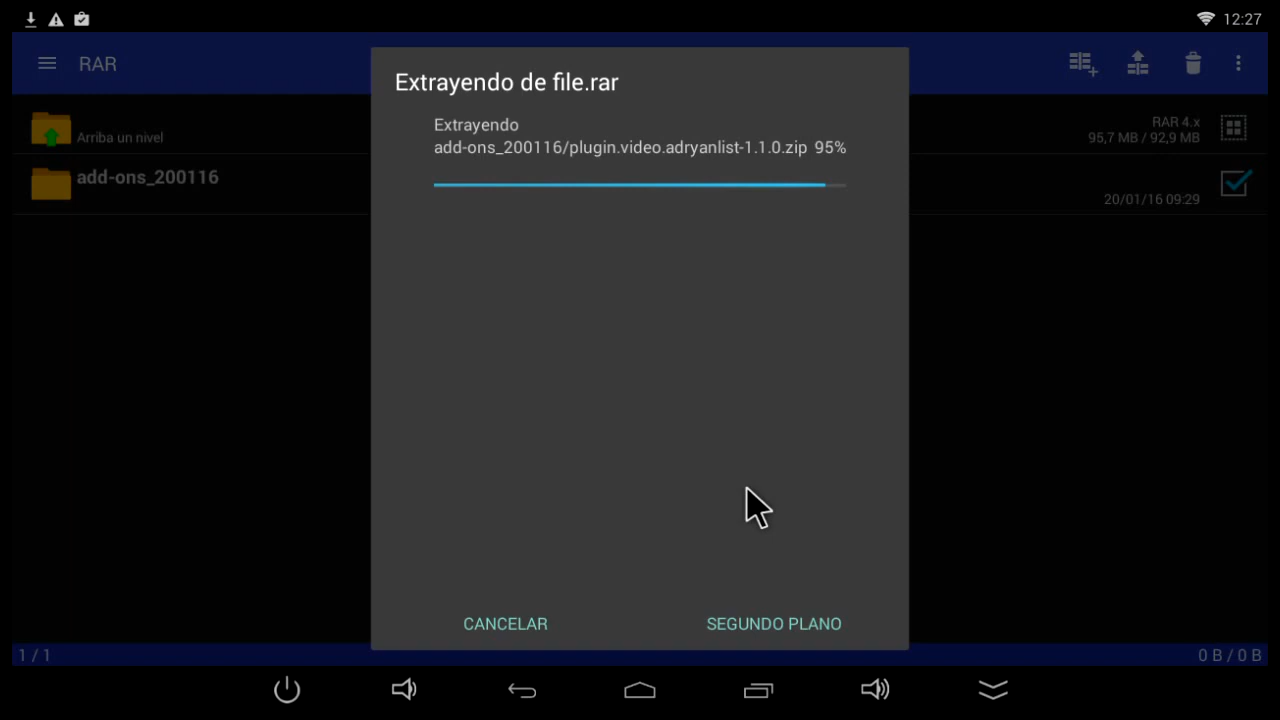 12:27
RAR
Extrayendo de file.rar
Extrayendo
add-ons_200116/plugin.video.adryanlist-1.1.0.zip 95%
Arriba un nivel
RAR 4.x
95,7 MB / 92,9 MB
add-ons_200116
20/01/16 09:29
CANCELAR
SEGUNDO PLANO
1 / 1
0 B / 0 B